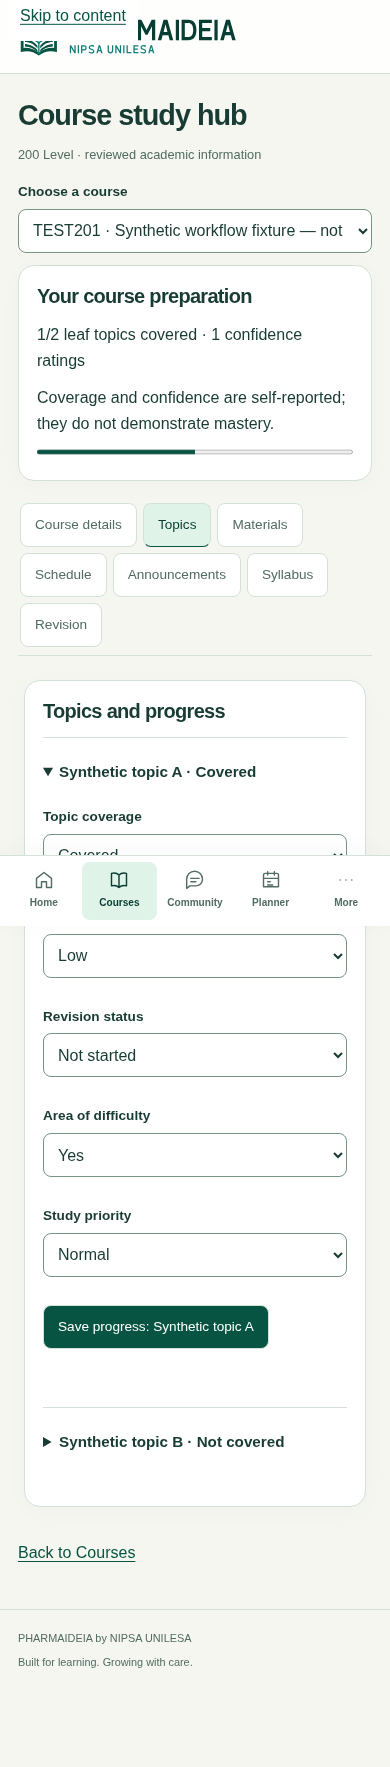 Skip to content
MAIDEIA
NIPSA UNILESA
Course study hub
200 Level · reviewed academic information
Choose a course
TEST201 · Synthetic workflow fixture — not
Your course preparation
1/2 leaf topics covered · 1 confidence
ratings
Coverage and confidence are self-reported;
they do not demonstrate mastery.
Course details
Topics
Materials
Schedule
Announcements
Syllabus
Revision
Topics and progress
Synthetic topic A · Covered
Topic coverage
Covered
Home
Courses
Community
Planner
More
Low
Revision status
Not started
Area of difficulty
Yes
Study priority
Normal
Save progress: Synthetic topic A
Synthetic topic B · Not covered
Back to Courses
PHARMAIDEIA by NIPSA UNILESA
Built for learning. Growing with care.